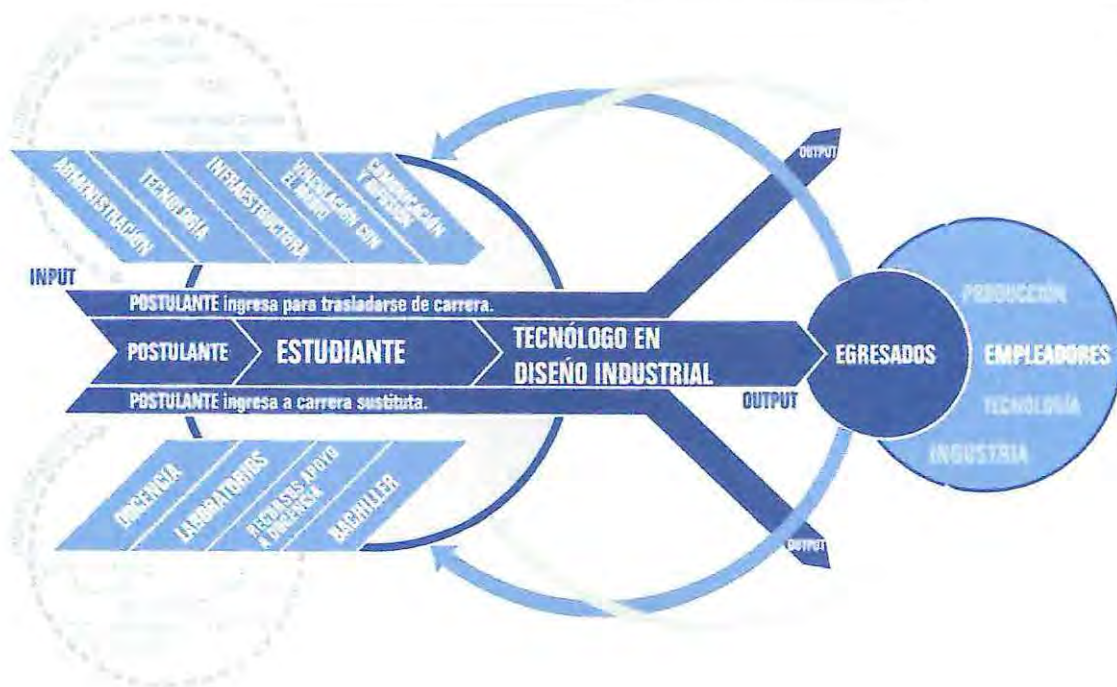 ADMINISTRACIÓN
TECNOLOGÍA
INFRAESTRUCTURA
VINCULACIÓN CON
EL MEDIO
COMUNICACIÓN
Y DIFUSIÓN
OUTPUT
INPUT
POSTULANTE ingresa para trasladarse de carrera.
POSTULANTE
ESTUDIANTE
TECNÓLOGO EN
DISEÑO INDUSTRIAL
EGRESADOS
PRODUCCIÓN
EMPLEADORES
TECNOLOGÍA
INDUSTRIA
POSTULANTE ingresa a carrera sustituta.
OUTPUT
DOCENCIA
LABORATORIOS
RECURSOS APOYO
A DOCENCIA
BACHILLER
OUTPUT